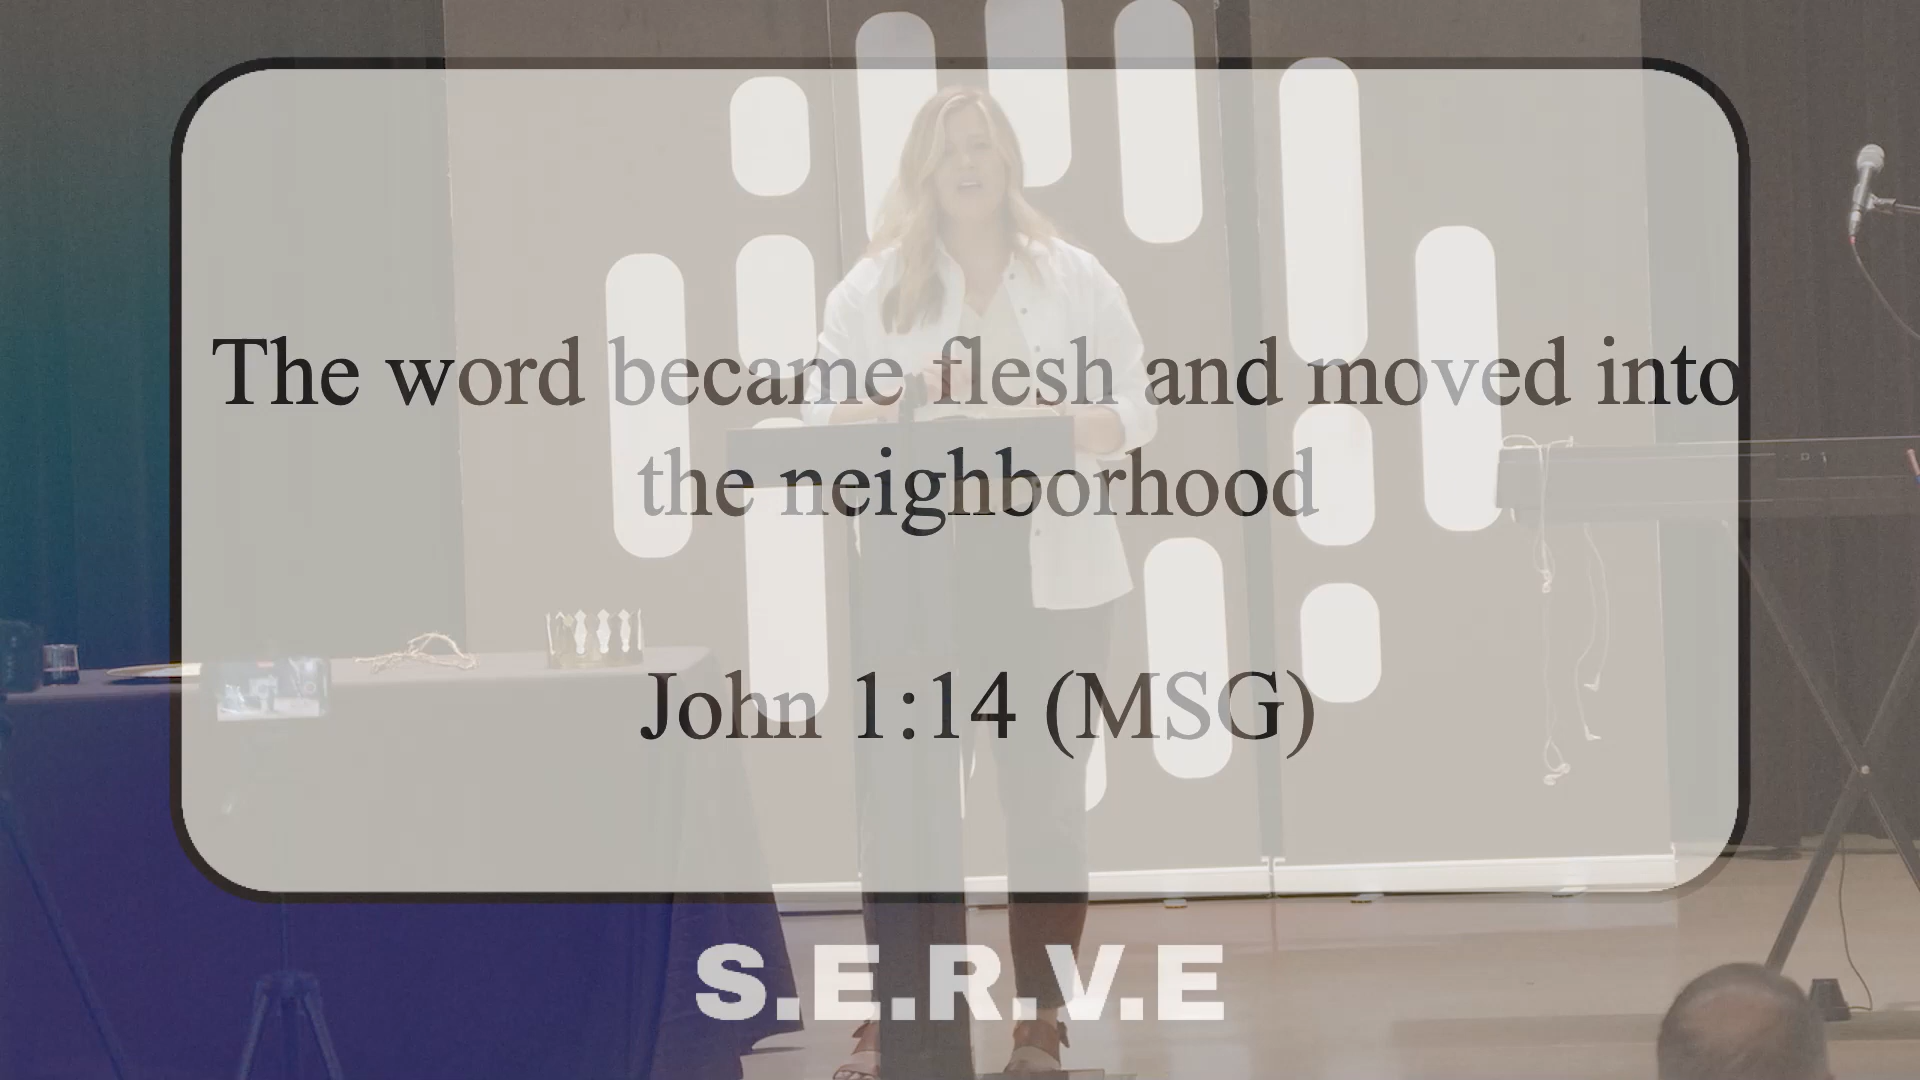 The word became flesh and moved into
the neighborhood
John 1:14 (MSG)
S.E.R.V.E